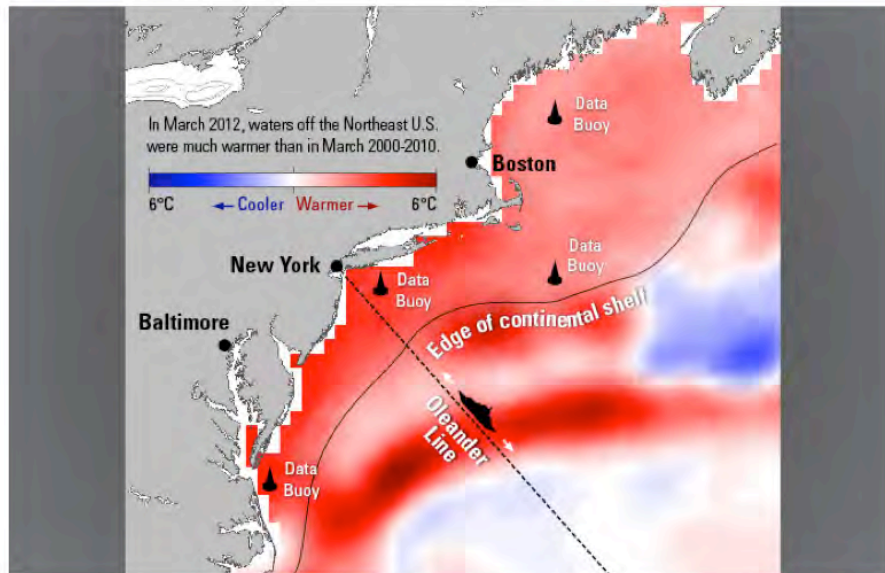 In March 2012, waters off the Northeast U.S.
were much warmer than in March 2000-2010.
6°C ← Cooler Warmer → 6°C
Data
Buoy
Boston
New York
Data
Buoy
Data
Buoy
Baltimore
Edge of continental shelf
Oleander
Line
Data
Buoy